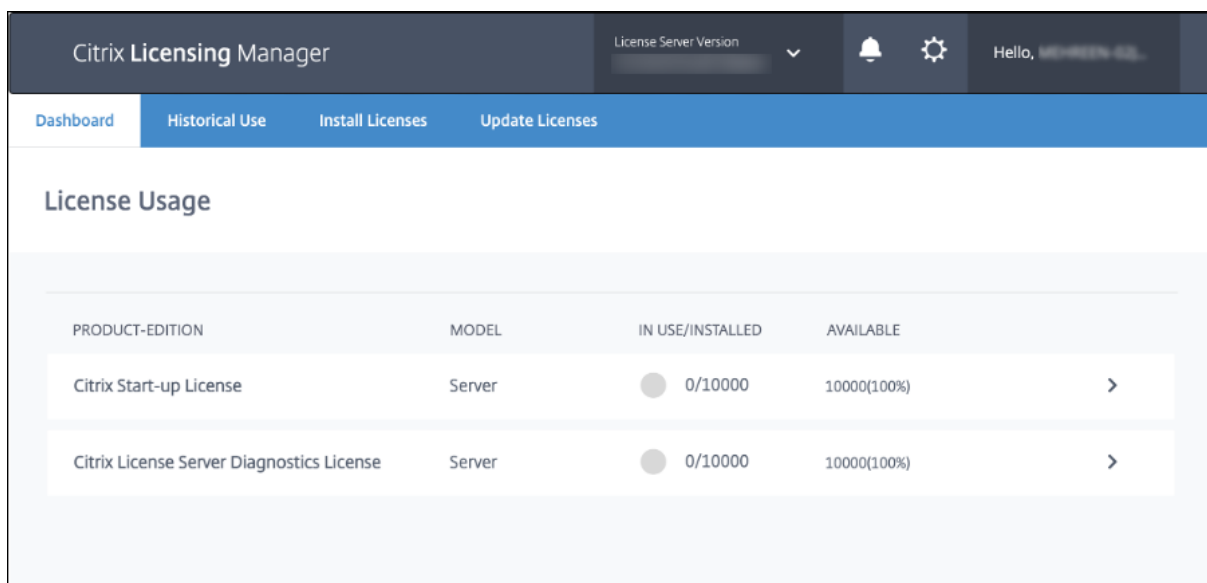 Citrix Licensing Manager
License Server Version
Hello,
Dashboard Historical Use Install Licenses Update Licenses
License Usage
PRODUCT-EDITION MODEL IN USE/INSTALLED AVAILABLE
Citrix Start-up License Server 0/10000 10000(100%)
Citrix License Server Diagnostics License Server 0/10000 10000(100%)